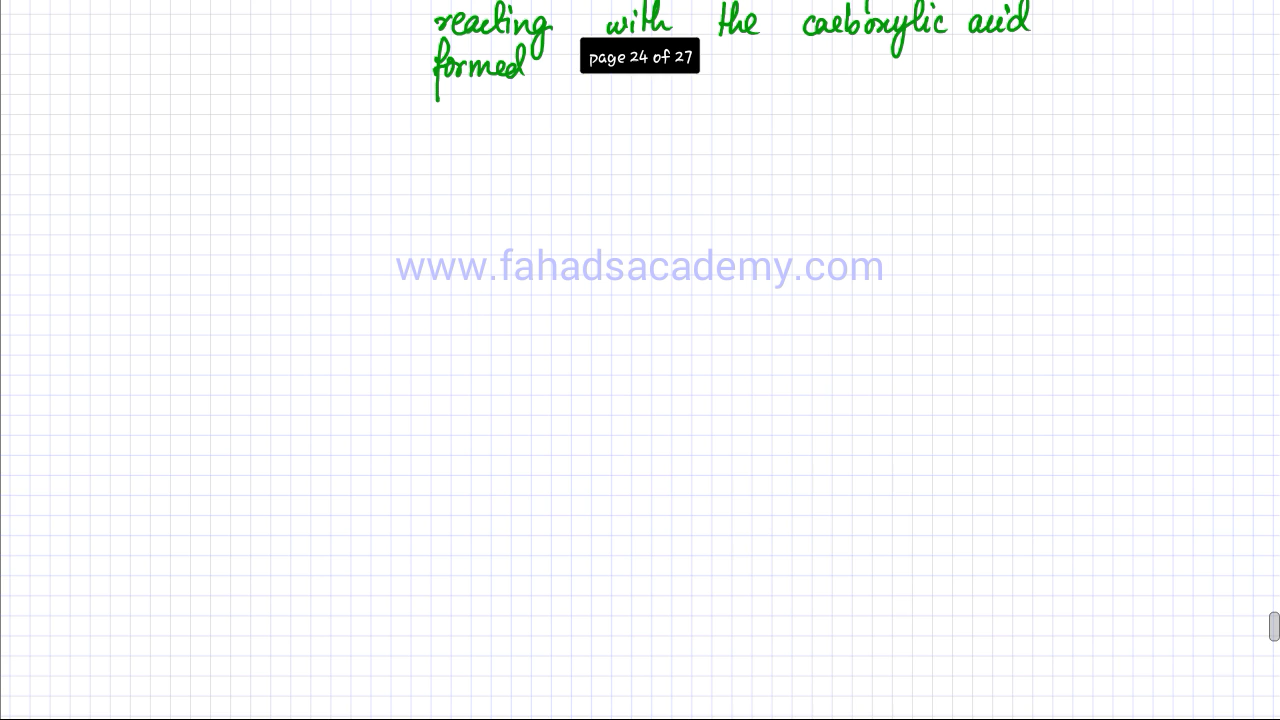 reacting with the carboxylic acid
page 24 of 27
formed
www.fahadsacademy.com